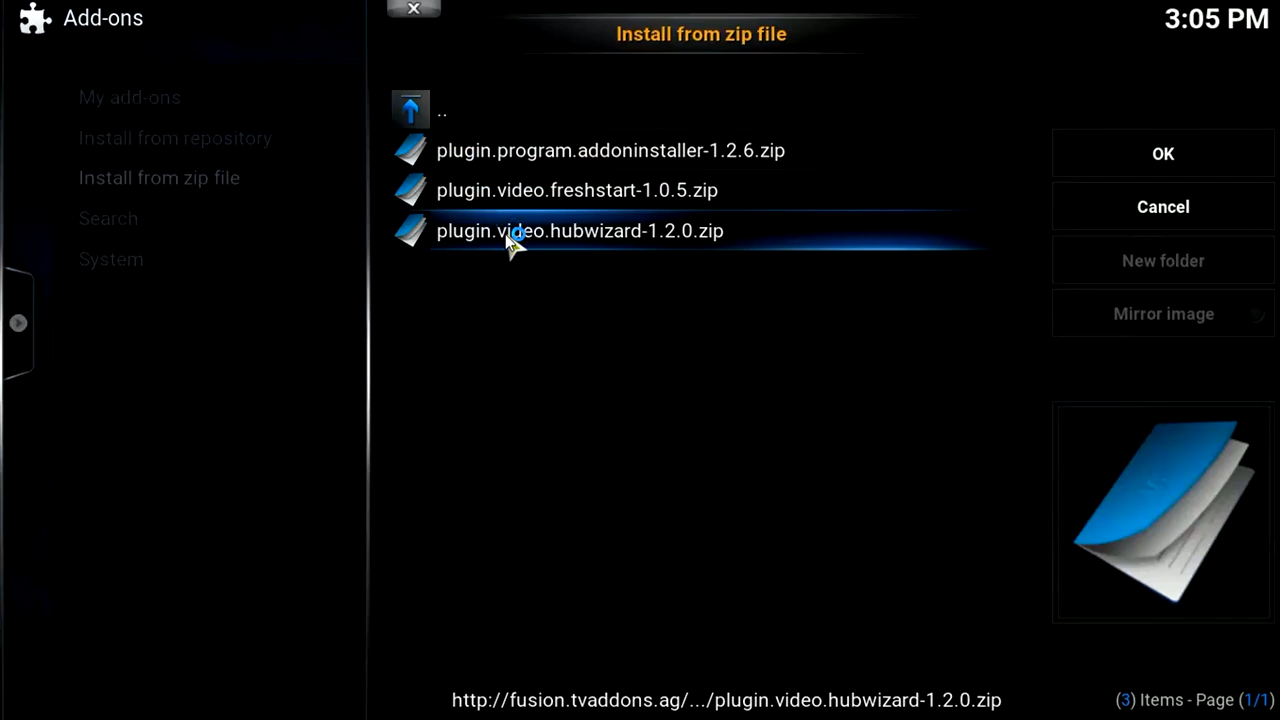 Add-ons
Install from zip file
3:05 PM
My add-ons
Install from repository
Install from zip file
Search
System
..
plugin.program.addoninstaller-1.2.6.zip
plugin.video.freshstart-1.0.5.zip
plugin.video.hubwizard-1.2.0.zip
OK
Cancel
New folder
Mirror image
http://fusion.tvaddons.ag/.../plugin.video.hubwizard-1.2.0.zip
(3) Items - Page (1/1)